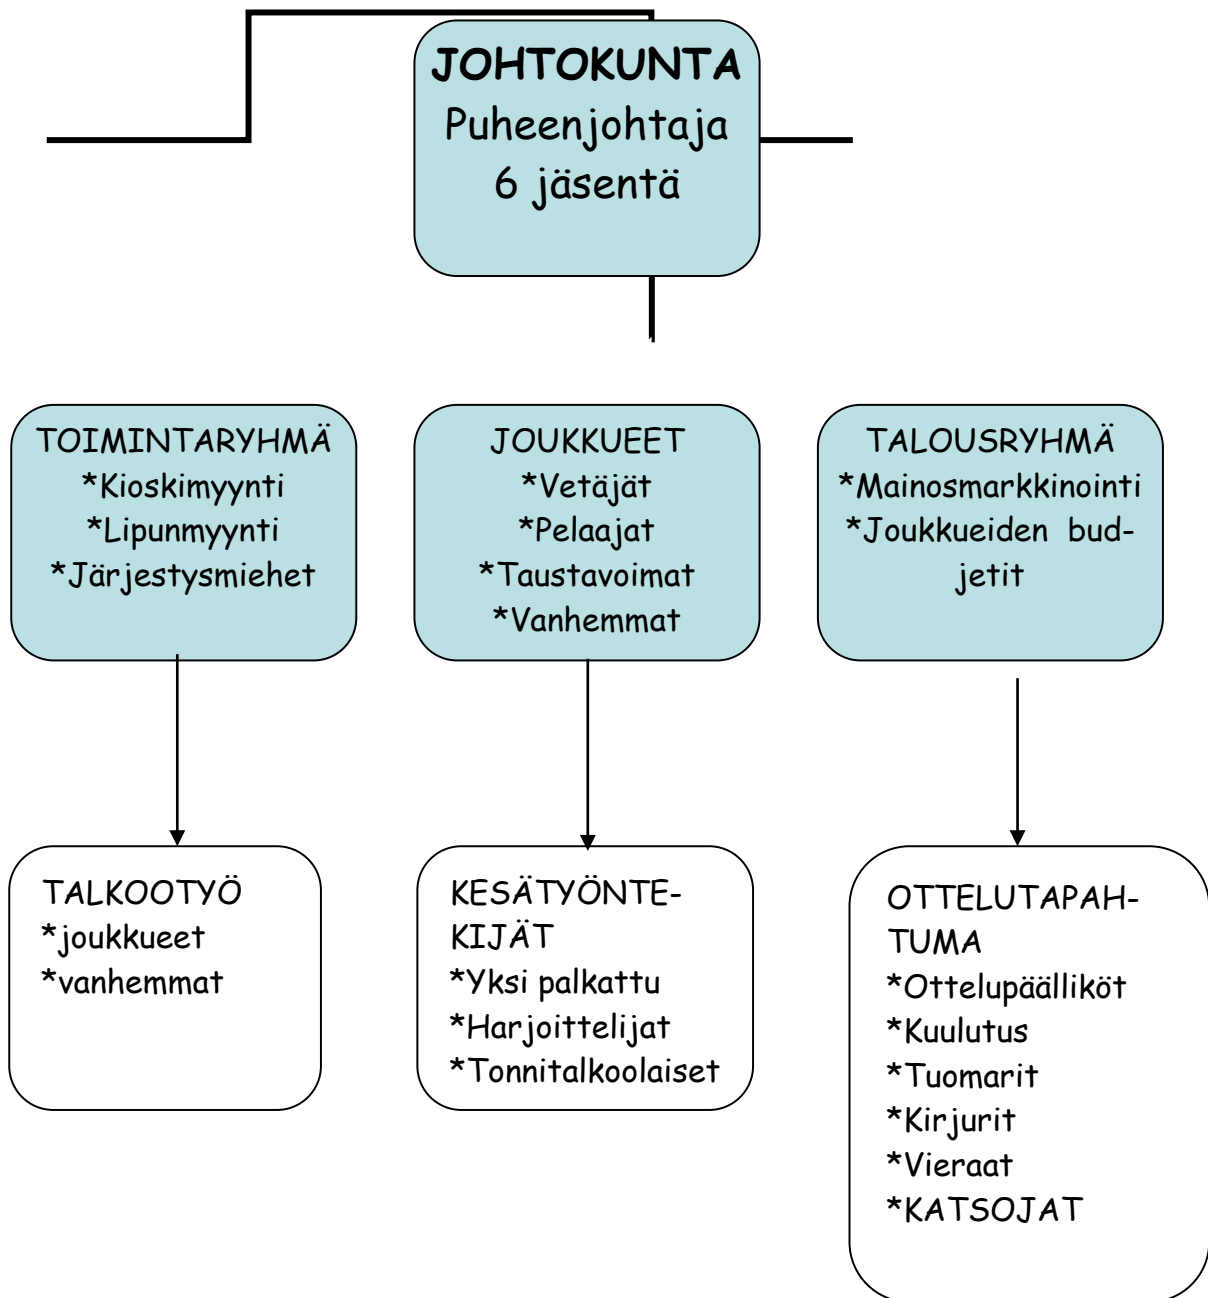 JOHTOKUNTA
Puheenjohtaja
6 jäsentä
TOIMINTARYHMÄ
*Kioskimyynti
*Lipunmyynti
*Järjestysmiehet
JOUKKUEET
*Vetäjät
*Pelaajat
*Taustavoimat
*Vanhemmat
TALOUSRYHMÄ
*Mainosmarkkinointi
*Joukkueiden bud-
jetit
TALKOOTYÖ
*joukkueet
*vanhemmat
KESÄTYÖNTE-
KIJÄT
*Yksi palkattu
*Harjoittelijat
*Tonnitalkoolaiset
OTTELUTAPAH-
TUMA
*Ottelupäälliköt
*Kuulutus
*Tuomarit
*Kirjurit
*Vieraat
*KATSOJAT